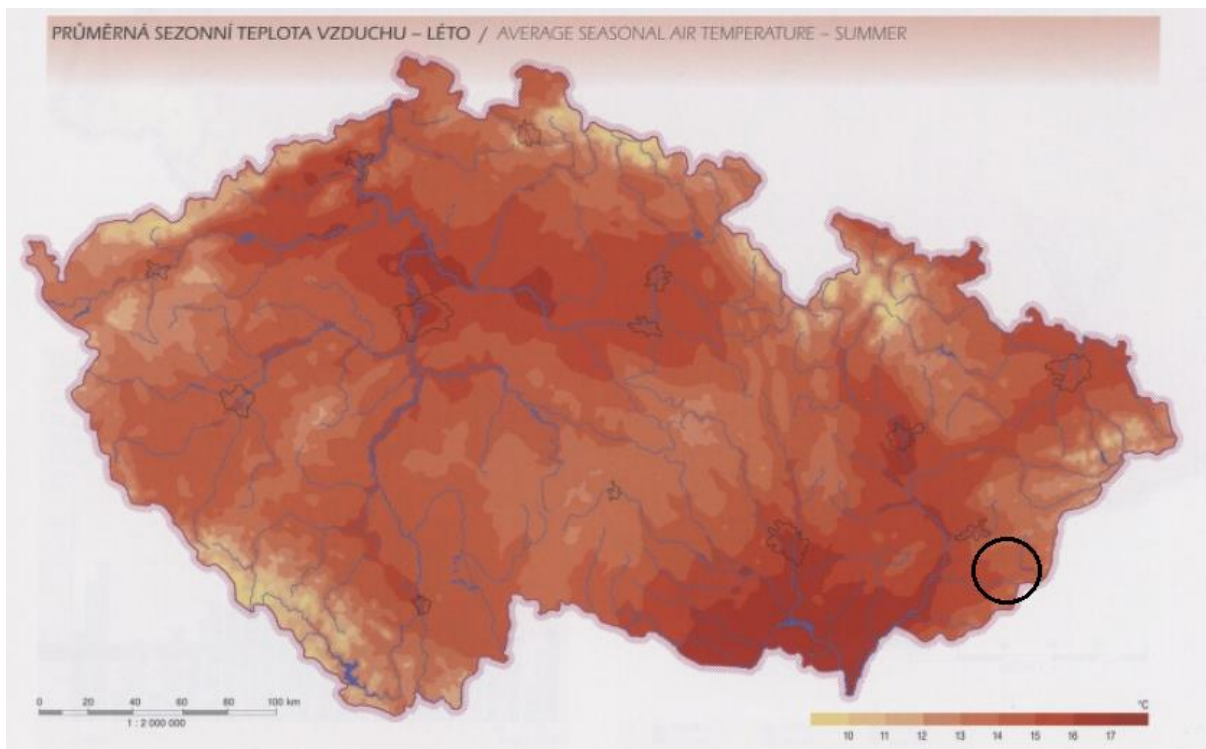 PRŮMĚRNÁ SEZONNÍ TEPLOTA VZDUCHU – LÉTO / AVERAGE SEASONAL AIR TEMPERATURE – SUMMER
0 20 40 60 80 100 km
1 : 2 000 000
°C
10 11 12 13 14 15 16 17